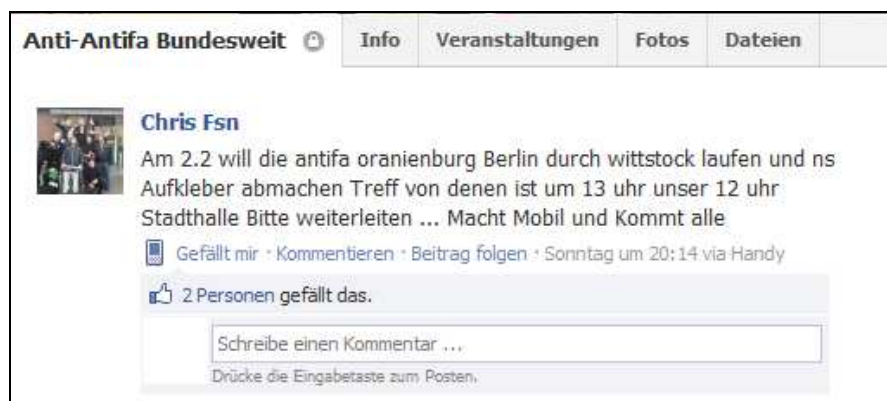 Anti-Antifa Bundesweit Info Veranstaltungen Fotos Dateien
Chris Fsn
Am 2.2 will die antifa oranienburg Berlin durch wittstock laufen und ns
Aufkleber abmachen Treff von denen ist um 13 uhr unser 12 uhr
Stadthalle Bitte weiterleiten ... Macht Mobil und Kommt alle
Gefällt mir · Kommentieren · Beitrag folgen · Sonntag um 20:14 via Handy
2 Personen gefällt das.
Schreibe einen Kommentar ...
Drücke die Eingabetaste zum Posten.